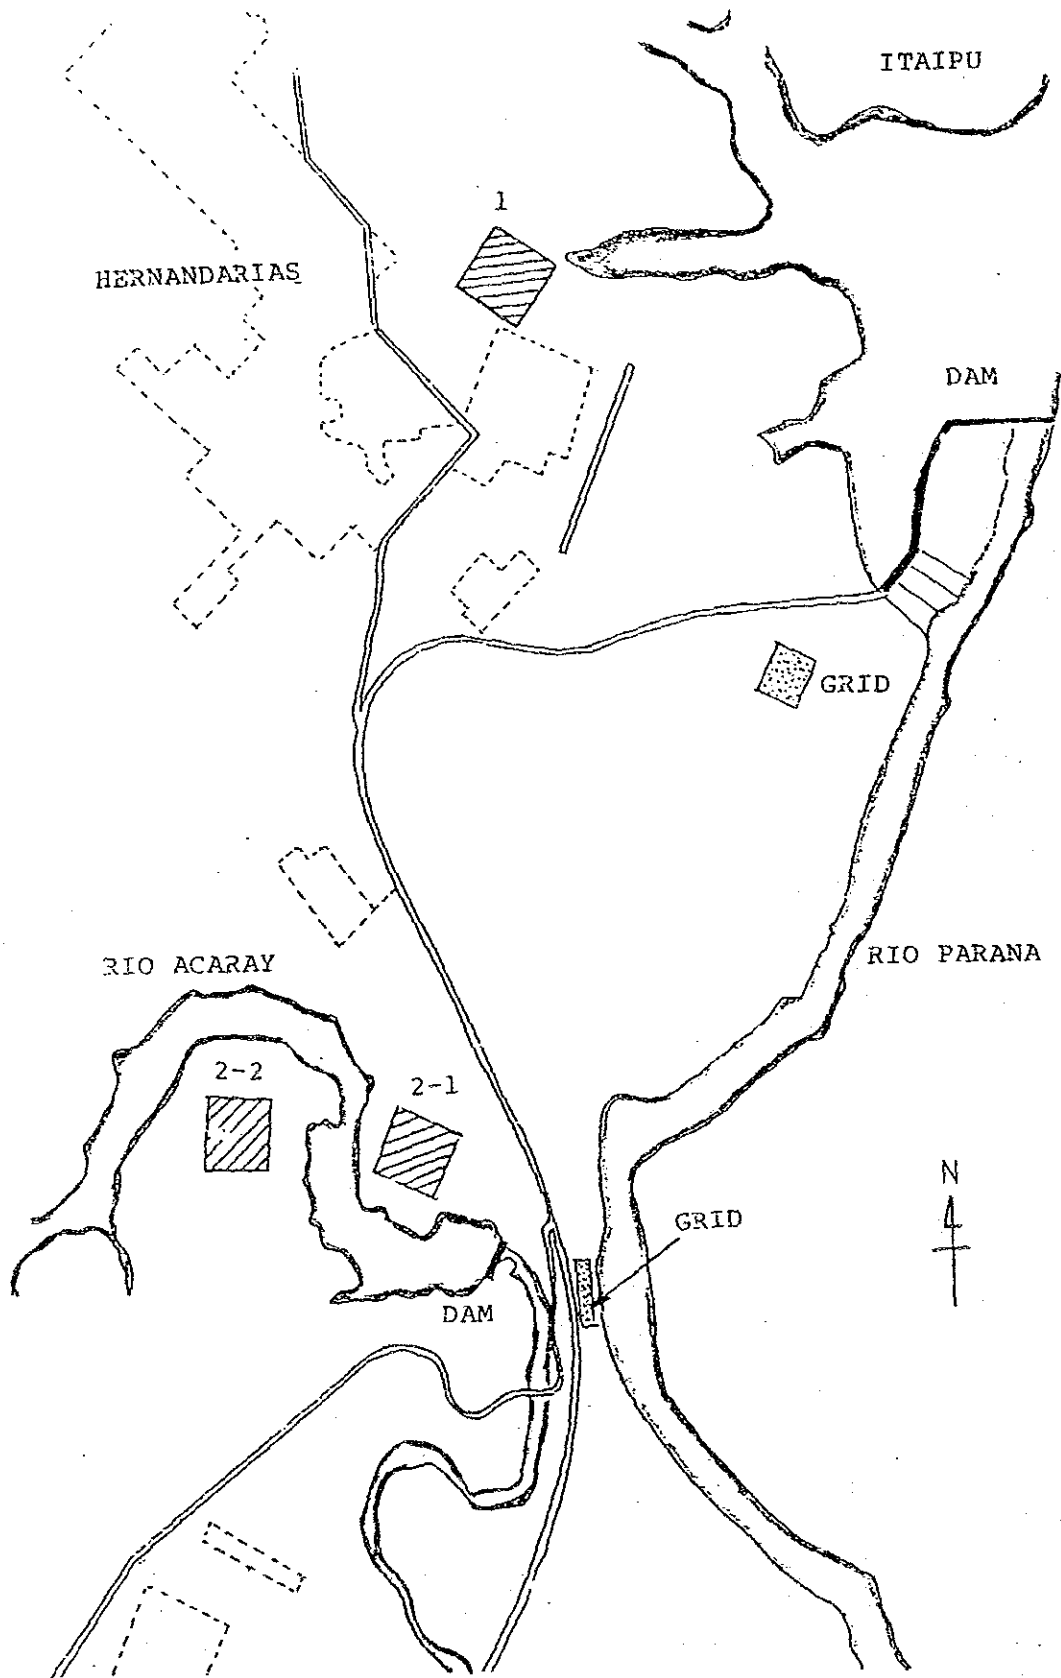 ITAIPU
1
HERNANDARIAS
DAM
GRID
RIO ACARAY
RIO PARANA
2-2
2-1
N
GRID
DAM